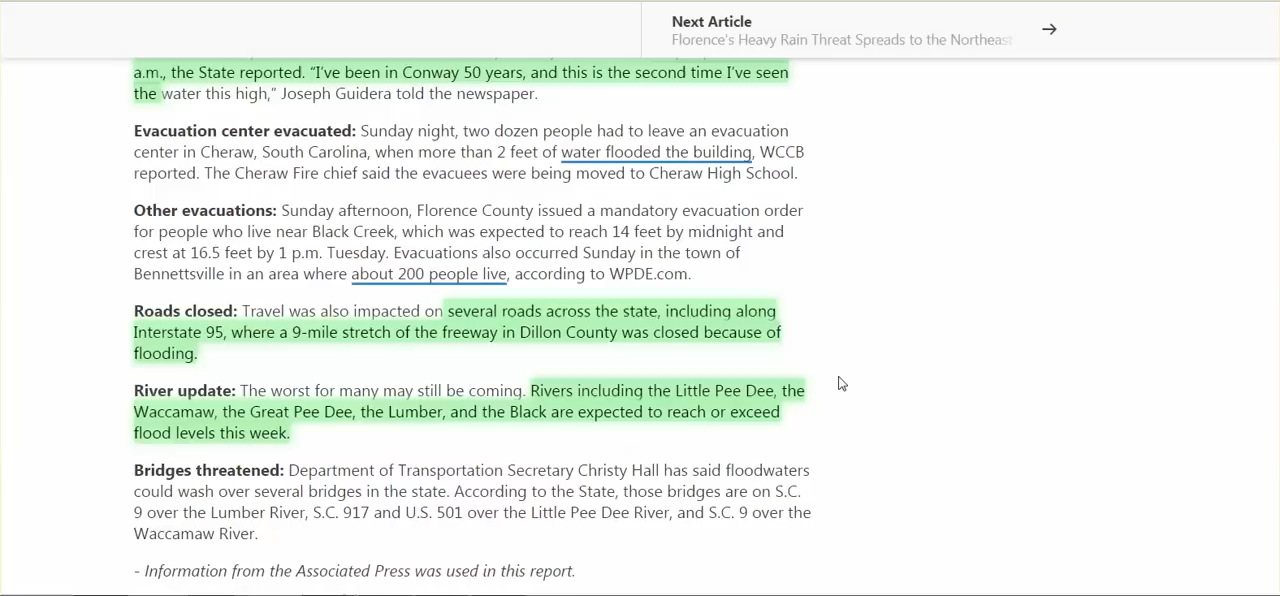 Next Article
Florence's Heavy Rain Threat Spreads to the Northeast
a.m., the State reported. “I’ve been in Conway 50 years, and this is the second time I’ve seen
the water this high,” Joseph Guidera told the newspaper.
Evacuation center evacuated: Sunday night, two dozen people had to leave an evacuation
center in Cheraw, South Carolina, when more than 2 feet of water flooded the building, WCCB
reported. The Cheraw Fire chief said the evacuees were being moved to Cheraw High School.
Other evacuations: Sunday afternoon, Florence County issued a mandatory evacuation order
for people who live near Black Creek, which was expected to reach 14 feet by midnight and
crest at 16.5 feet by 1 p.m. Tuesday. Evacuations also occurred Sunday in the town of
Bennettsville in an area where about 200 people live, according to WPDE.com.
Roads closed: Travel was also impacted on several roads across the state, including along
Interstate 95, where a 9-mile stretch of the freeway in Dillon County was closed because of
flooding.
River update: The worst for many may still be coming. Rivers including the Little Pee Dee, the
Waccamaw, the Great Pee Dee, the Lumber, and the Black are expected to reach or exceed
flood levels this week.
Bridges threatened: Department of Transportation Secretary Christy Hall has said floodwaters
could wash over several bridges in the state. According to the State, those bridges are on S.C.
9 over the Lumber River, S.C. 917 and U.S. 501 over the Little Pee Dee River, and S.C. 9 over the
Waccamaw River.
- Information from the Associated Press was used in this report.